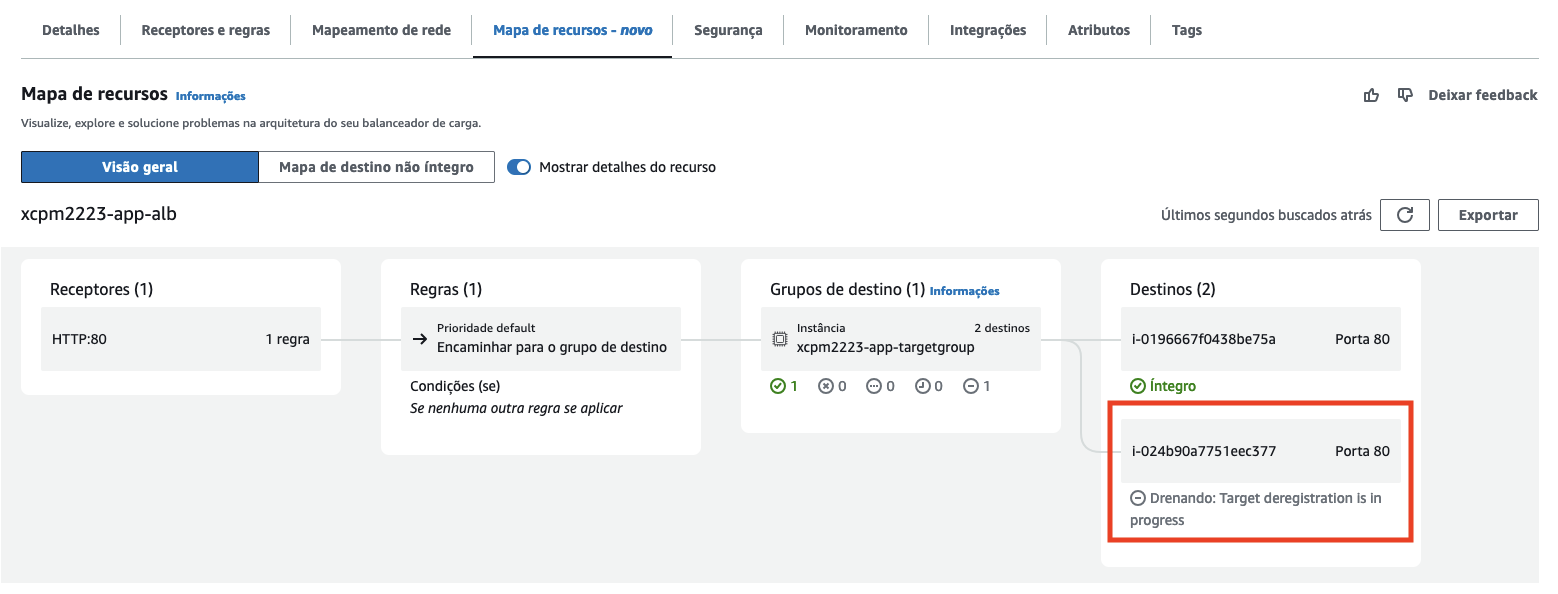 Detalhes
Receptores e regras
Mapeamento de rede
Mapa de recursos - novo
Segurança
Monitoramento
Integrações
Atributos
Tags
Mapa de recursos Informações
Deixar feedback
Visualize, explore e solucione problemas na arquitetura do seu balanceador de carga.
Visão geral
Mapa de destino não íntegro
Mostrar detalhes do recurso
xcpm2223-app-alb
Últimos segundos buscados atrás
Exportar
Receptores (1)
HTTP:80
1 regra
Regras (1)
Prioridade default
Encaminhar para o grupo de destino
Condições (se)
Se nenhuma outra regra se aplicar
Grupos de destino (1) Informações
Instância
2 destinos
xcpm2223-app-targetgroup
1
0
0
0
1
Destinos (2)
i-0196667f0438be75a
Porta 80
Íntegro
i-024b90a7751eec377
Porta 80
Drenando: Target deregistration is in
progress